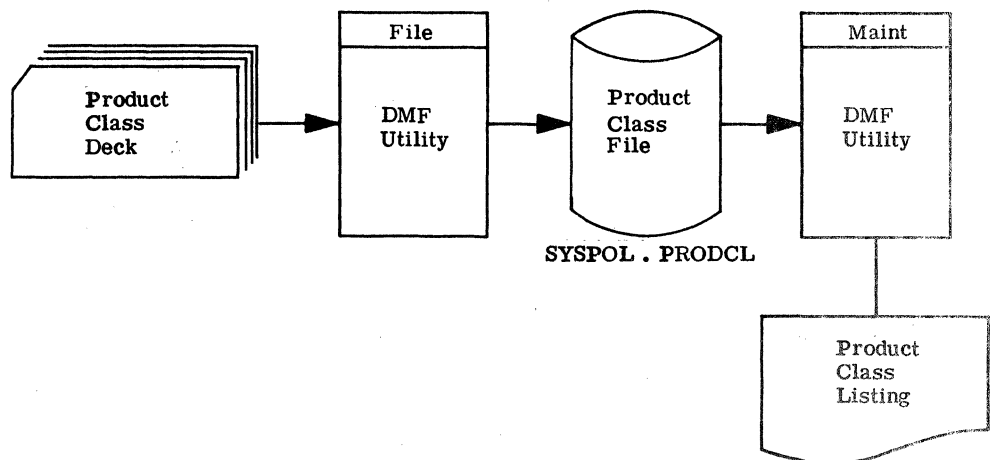 File
Maint
Product
Class
Deck
DMF
Utility
Product
Class
File
DMF
Utility
SYSPOL . PRODCL
Product
Class
Listing